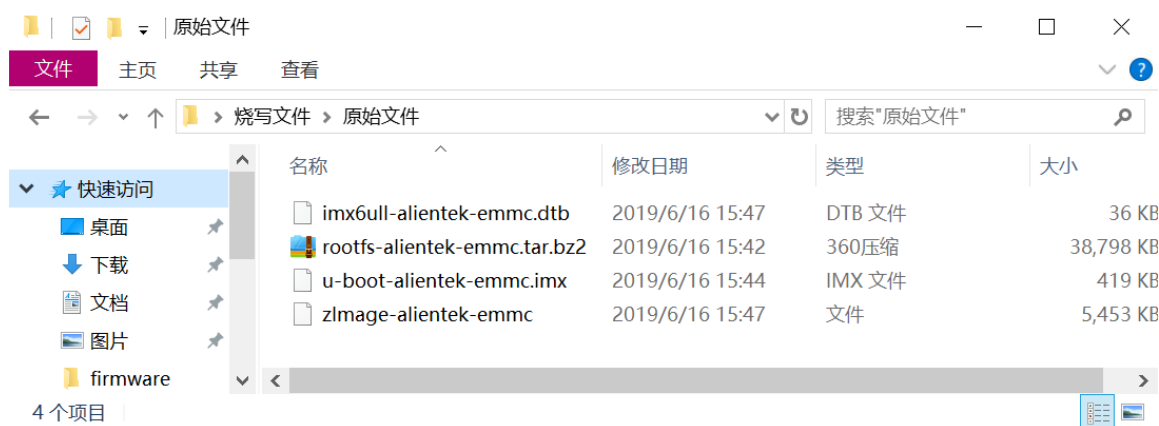 原始文件
文件 主页 共享 查看
烧写文件 原始文件 搜索"原始文件"
名称 修改日期 类型 大小
快速访问
桌面
下载
文档
图片
firmware
imx6ull-alientek-emmc.dtb 2019/6/16 15:47 DTB 文件 36 KB
rootfs-alientek-emmc.tar.bz2 2019/6/16 15:42 360压缩 38,798 KB
u-boot-alientek-emmc.imx 2019/6/16 15:44 IMX 文件 419 KB
zImage-alientek-emmc 2019/6/16 15:47 文件 5,453 KB
4 个项目